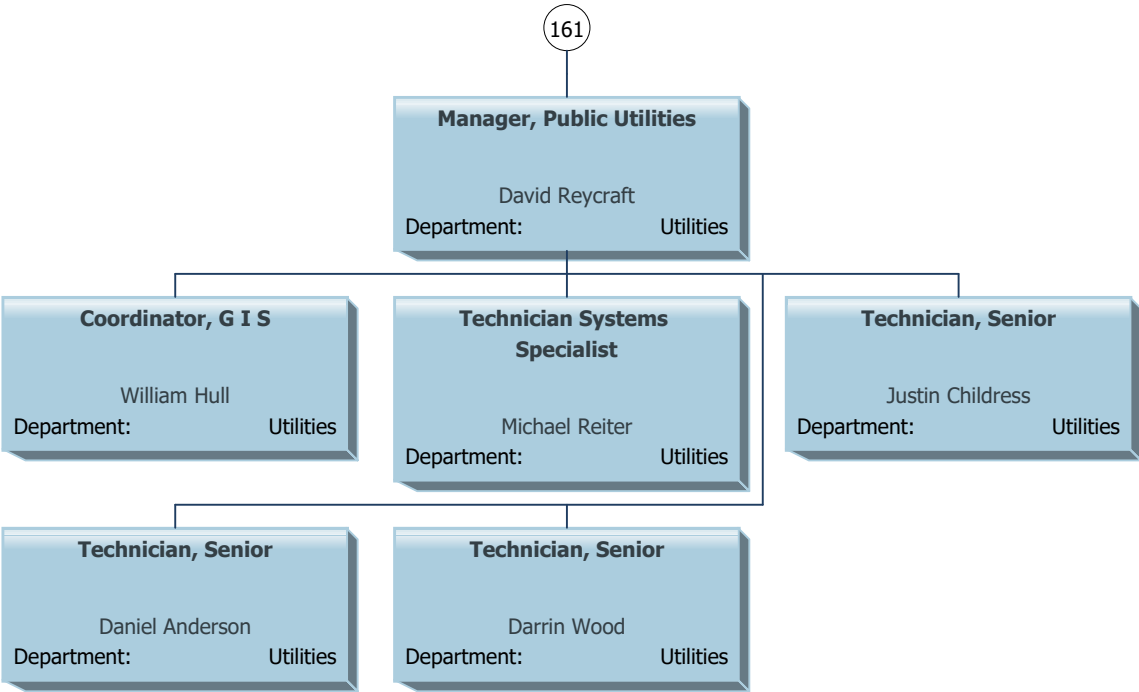 161
Manager, Public Utilities
David Reycraft
Department: Utilities
Coordinator, G I S
William Hull
Department: Utilities
Technician Systems
Specialist
Michael Reiter
Department: Utilities
Technician, Senior
Justin Childress
Department: Utilities
Technician, Senior
Daniel Anderson
Department: Utilities
Technician, Senior
Darrin Wood
Department: Utilities